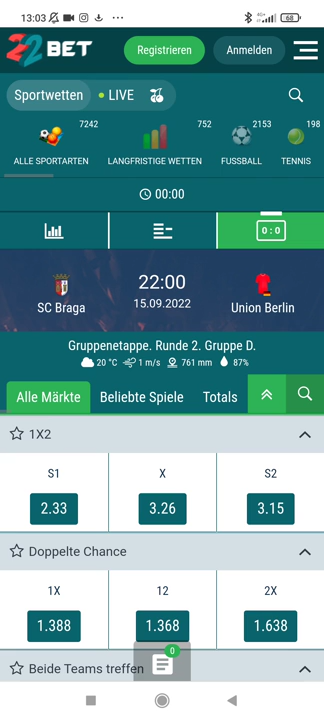 13:03 4G+ 68
22BET Registrieren Anmelden
Sportwetten LIVE
7242 752 2153 198
ALLE SPORTARTEN LANGFRISTIGE WETTEN FUSSBALL TENNIS
00:00
0 : 0
22:00
15.09.2022
SC Braga Union Berlin
Gruppenetappe. Runde 2. Gruppe D.
20 °C 1 m/s 761 mm 87%
Alle Märkte Beliebte Spiele Totals
1X2
S1 X S2
2.33 3.26 3.15
Doppelte Chance
1X 12 2X
1.388 1.368 1.638
0
Beide Teams treffen